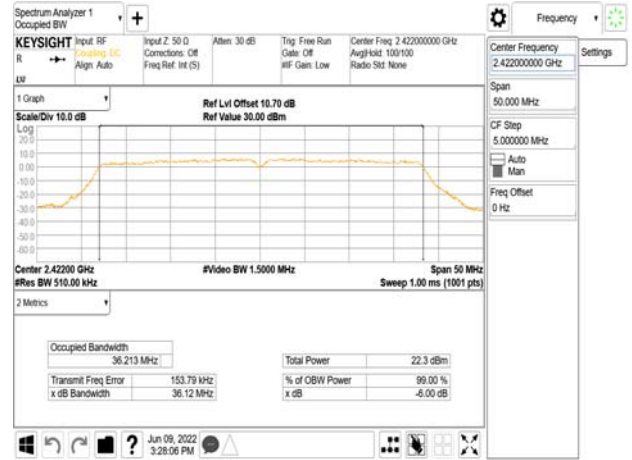 Spectrum Analyzer 1
Occupied BW
Frequency
KEYSIGHT
Input: RF
Coupling: DC
Align: Auto
Input Z: 50 Ω
Corrections: Off
Freq Ref: Int (S)
Atten: 30 dB
Trig: Free Run
Gate: Off
#IF Gain: Low
Center Freq: 2.422000000 GHz
Avg|Hold: 100/100
Radio Std: None
R
LV
Center Frequency
2.422000000 GHz
Settings
Span
50.000 MHz
CF Step
5.000000 MHz
Auto
Man
Freq Offset
0 Hz
1 Graph
Scale/Div 10.0 dB
Ref Lvl Offset 10.70 dB
Ref Value 30.00 dBm
Log
20.0
10.0
0.00
-10.0
-20.0
-30.0
-40.0
-50.0
-60.0
Center 2.42200 GHz
#Res BW 510.00 kHz
#Video BW 1.5000 MHz
Span 50 MHz
Sweep 1.00 ms (1001 pts)
2 Metrics
Occupied Bandwidth
36.213 MHz
Total Power 22.3 dBm
Transmit Freq Error 153.79 kHz
% of OBW Power 99.00 %
x dB Bandwidth 36.12 MHz
x dB -6.00 dB
?
Jun 09, 2022
3:28:06 PM